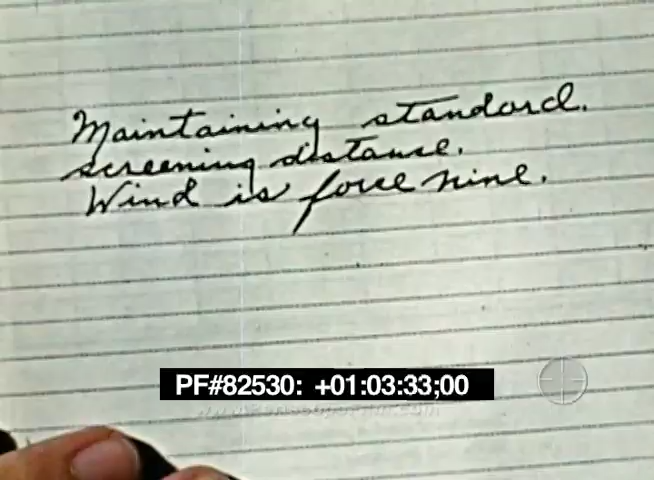 Maintaining standard.
screening distance.
Wind is force nine.
PF#82530: +01:03:33;00